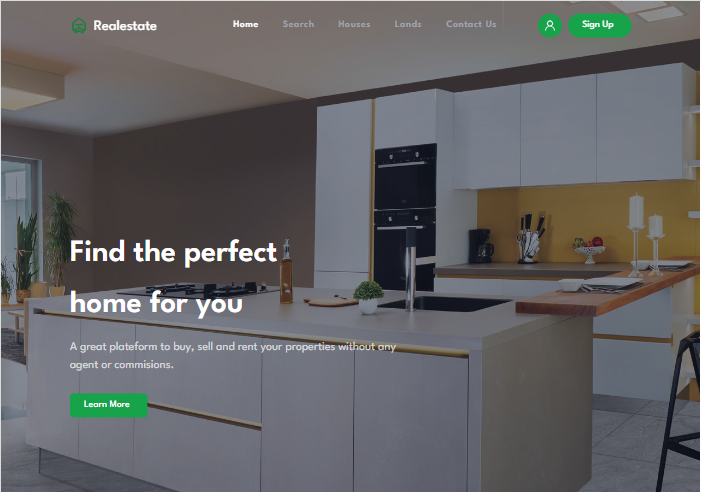 Realestate
Home Search Houses Lands Contact Us
Sign Up
Find the perfect
home for you
A great plateform to buy, sell and rent your properties without any
agent or commisions.
Learn More